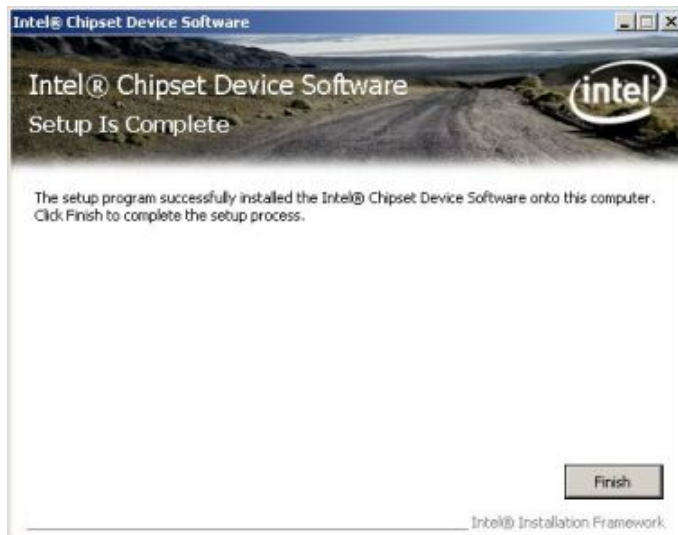 Intel® Chipset Device Software
Intel® Chipset Device Software
intel
Setup Is Complete
The setup program successfully installed the Intel® Chipset Device Software onto this computer.
Click Finish to complete the setup process.
Finish
Intel® Installation Framework